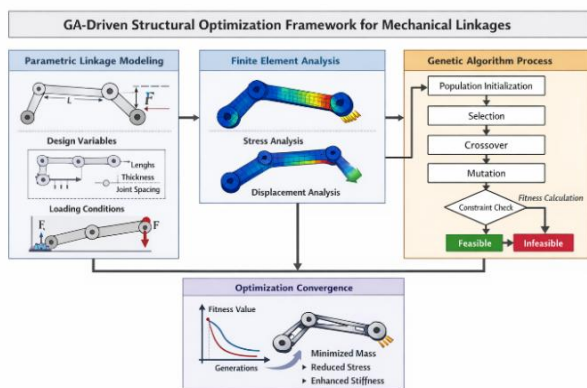 GA-Driven Structural Optimization Framework for Mechanical Linkages
Parametric Linkage Modeling
L
F
Design Variables
Lenghs
Thickness
Joint Spacing
Loading Conditions
F
F
Finite Element Analysis
Stress Analysis
Displacement Analysis
Genetic Algorithm Process
Population Initialization
Selection
Crossover
Mutation
Constraint Check
Fitness Calculation
Feasible
Infeasible
Optimization Convergence
Fitness Value
Generations
Minimized Mass
▸ Reduced Stress
▸ Enhanced Stiffness